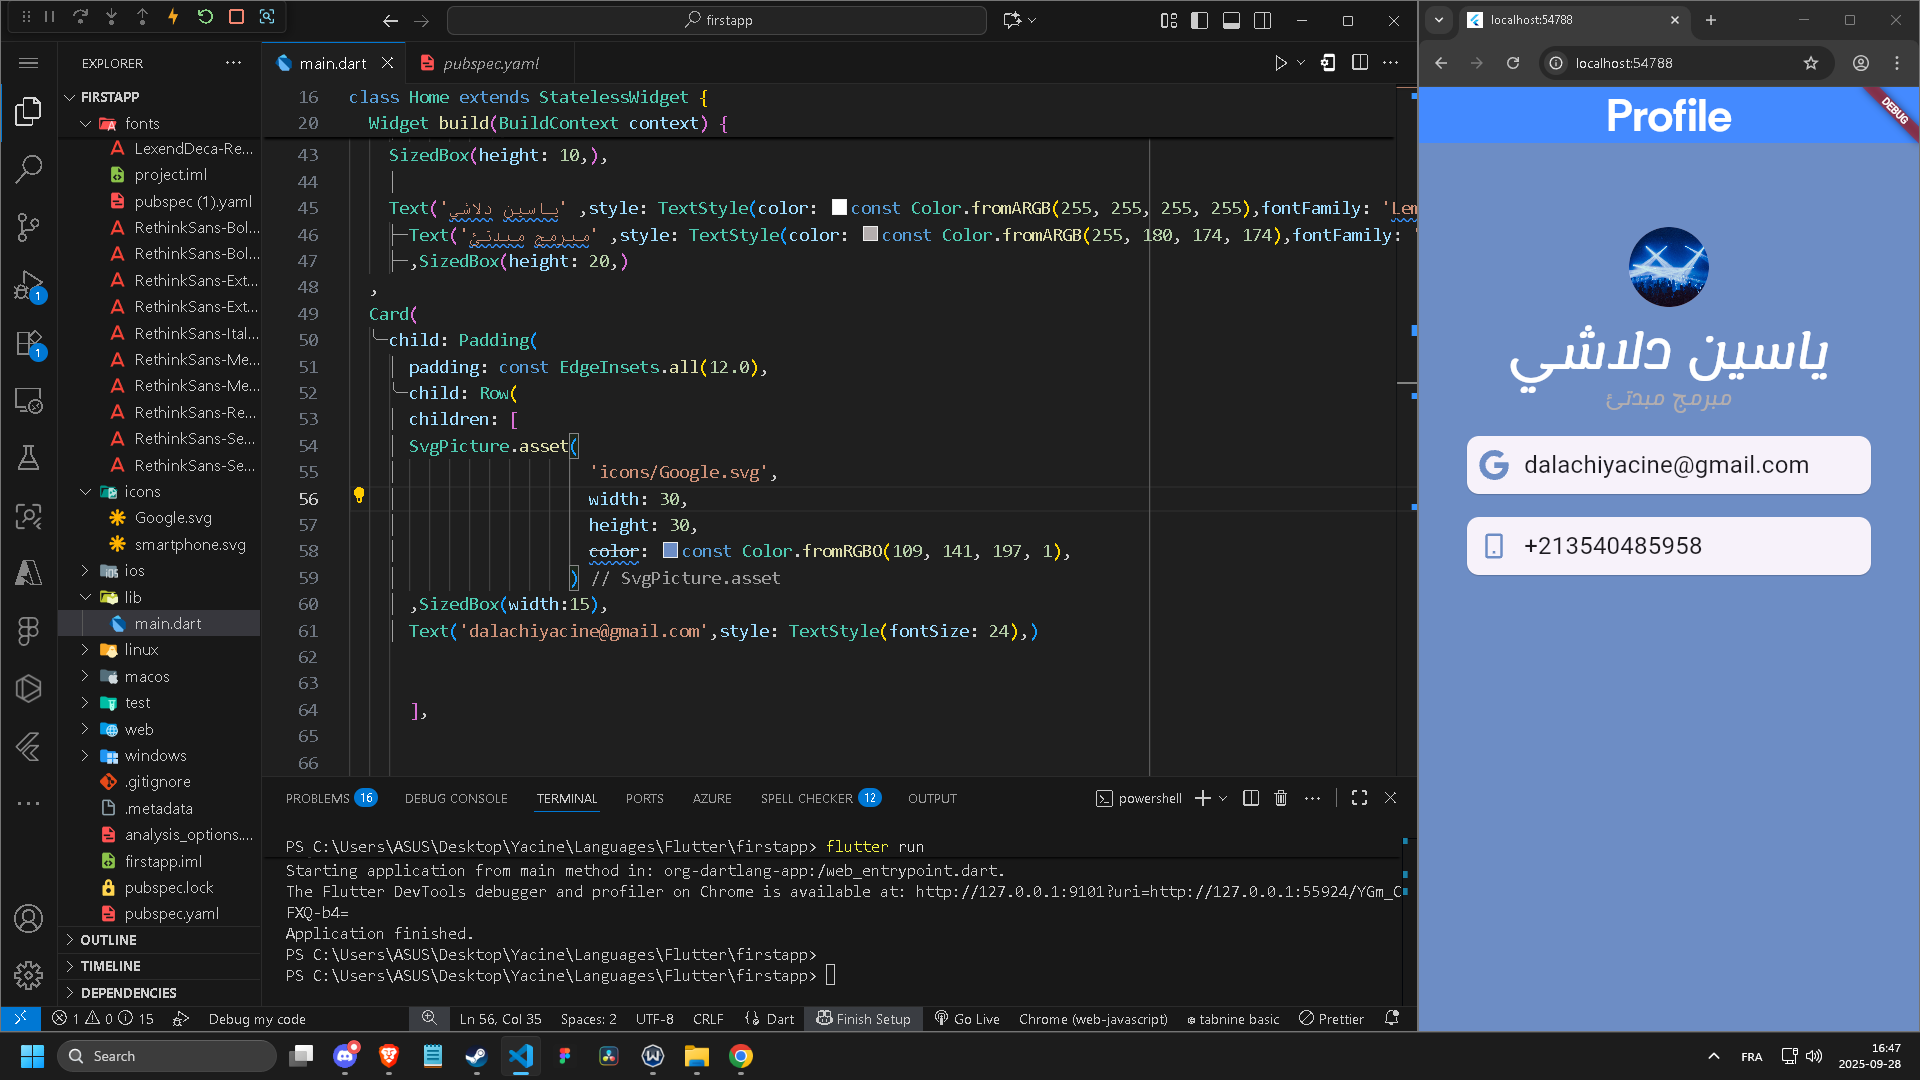 firstapp
EXPLORER
FIRSTAPP
fonts
LexendDeca-Re...
project.iml
pubspec (1).yaml
RethinkSans-Bol...
RethinkSans-Bol...
RethinkSans-Ext...
RethinkSans-Ext...
RethinkSans-Ital...
RethinkSans-Me...
RethinkSans-Me...
RethinkSans-Re...
RethinkSans-Se...
RethinkSans-Se...
icons
Google.svg
smartphone.svg
ios
lib
main.dart
linux
macos
test
web
windows
.gitignore
.metadata
analysis_options....
firstapp.iml
pubspec.lock
pubspec.yaml
OUTLINE
TIMELINE
DEPENDENCIES
1
1
main.dart
pubspec.yaml
16 class Home extends StatelessWidget {
20 Widget build(BuildContext context) {
43 SizedBox(height: 10,),
44
45 Text('ياسين دلاشي' ,style: TextStyle(color: const Color.fromARGB(255, 255, 255, 255),fontFamily: 'Lem
46 Text('مبرمج مبدتئ' ,style: TextStyle(color: const Color.fromARGB(255, 180, 174, 174),fontFamily: '
47 ,SizedBox(height: 20,)
48 ,
49 Card(
50 child: Padding(
51 padding: const EdgeInsets.all(12.0),
52 child: Row(
53 children: [
54 SvgPicture.asset(
55 'icons/Google.svg',
56 width: 30,
57 height: 30,
58 color: const Color.fromRGBO(109, 141, 197, 1),
59 ) // SvgPicture.asset
60 ,SizedBox(width:15),
61 Text('dalachiyacine@gmail.com',style: TextStyle(fontSize: 24),)
62
63
64 ],
65
66
PROBLEMS 16 DEBUG CONSOLE TERMINAL PORTS AZURE SPELL CHECKER 12 OUTPUT
powershell
PS C:\Users\ASUS\Desktop\Yacine\Languages\Flutter\firstapp> flutter run
Starting application from main method in: org-dartlang-app:/web_entrypoint.dart.
The Flutter DevTools debugger and profiler on Chrome is available at: http://127.0.0.1:9101?uri=http://127.0.0.1:55924/YGm_C
FXQ-b4=
Application finished.
PS C:\Users\ASUS\Desktop\Yacine\Languages\Flutter\firstapp>
PS C:\Users\ASUS\Desktop\Yacine\Languages\Flutter\firstapp>
1 0 15 Debug my code Ln 56, Col 35 Spaces: 2 UTF-8 CRLF Dart Finish Setup Go Live Chrome (web-javascript) tabnine basic Prettier
localhost:54788
localhost:54788
Profile
DEBUG
ياسين دلاشي
مبرمج مبدتئ
dalachiyacine@gmail.com
+213540485958
Search
FRA
16:47
2025-09-28